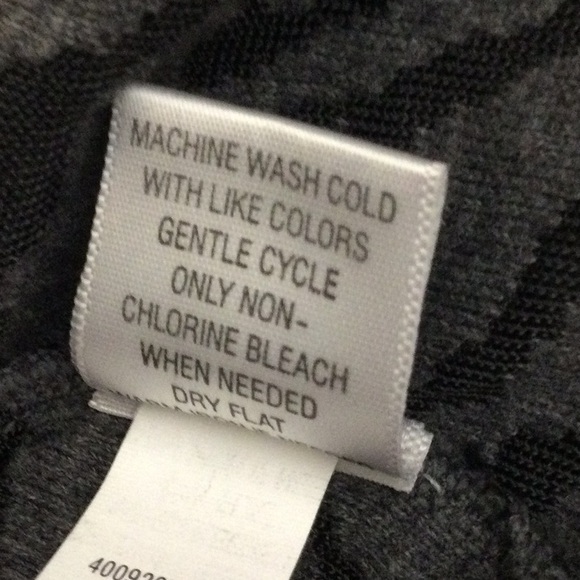 MACHINE WASH COLD
WITH LIKE COLORS
GENTLE CYCLE
ONLY NON-
CHLORINE BLEACH
WHEN NEEDED
DRY FLAT